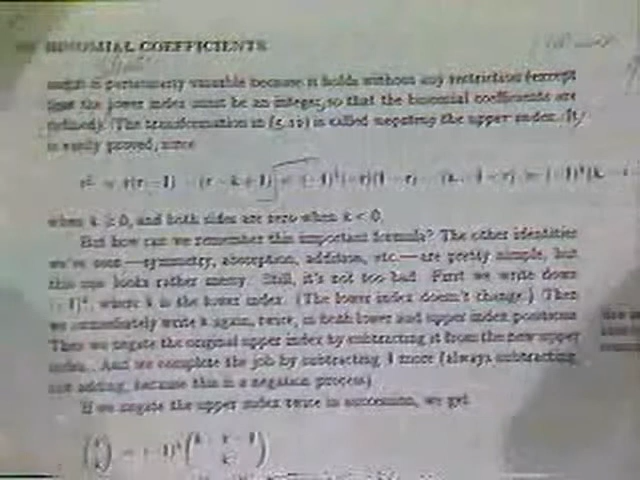 BINOMIAL COEFFICIENTS
is particularly valuable because it holds without any restriction (except
that the lower index must be an integer, so that the binomial coefficients are
defined). The transformation in (5.14) is called negating the upper index. It
is easily proved, since
when k ≥ 0, and both sides are zero when k < 0.
But how can we remember this important formula? The other identities
we've seen—symmetry, absorption, addition, etc.—are pretty simple, but
this one looks rather messy. Still, it's not too bad. First we write down
(-1)^k, where k is the lower index. (The lower index doesn't change.) Then
we immediately write k again, twice, in both lower and upper index positions.
Then we negate the original upper index by subtracting it from the new upper
index. And we complete the job by subtracting 1 more (always subtracting,
not adding, because this is a negation process).
If we negate the upper index twice in succession, we get